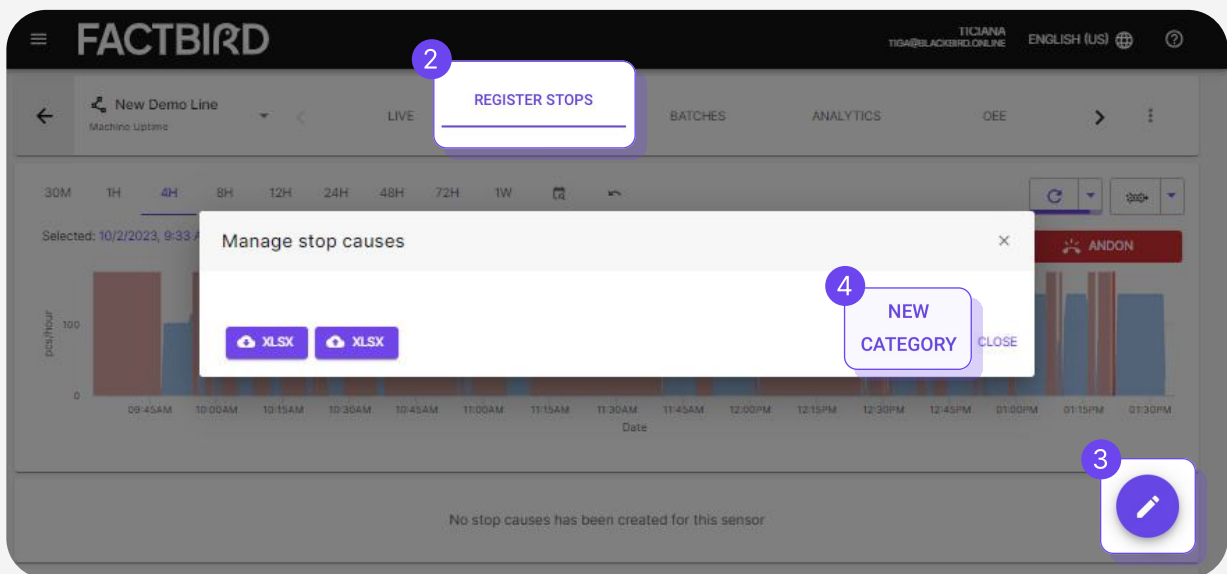 FACTBIRD
TICIANA
TIGA@BLACKBIRD.ONLINE
ENGLISH (US)
2
New Demo Line
Machine Uptime
LIVE
REGISTER STOPS
BATCHES
ANALYTICS
OEE
30M 1H 4H 8H 12H 24H 48H 72H 1W
Selected: 10/2/2023, 9:33 A
Manage stop causes
ANDON
4
NEW
CATEGORY
XLSX
XLSX
CLOSE
pcs/hour
100
0
09:45AM 10:00AM 10:15AM 10:30AM 10:45AM 11:00AM 11:15AM 11:30AM 11:45AM 12:00PM 12:15PM 12:30PM 12:45PM 01:00PM 01:15PM 01:30PM
Date
3
No stop causes has been created for this sensor